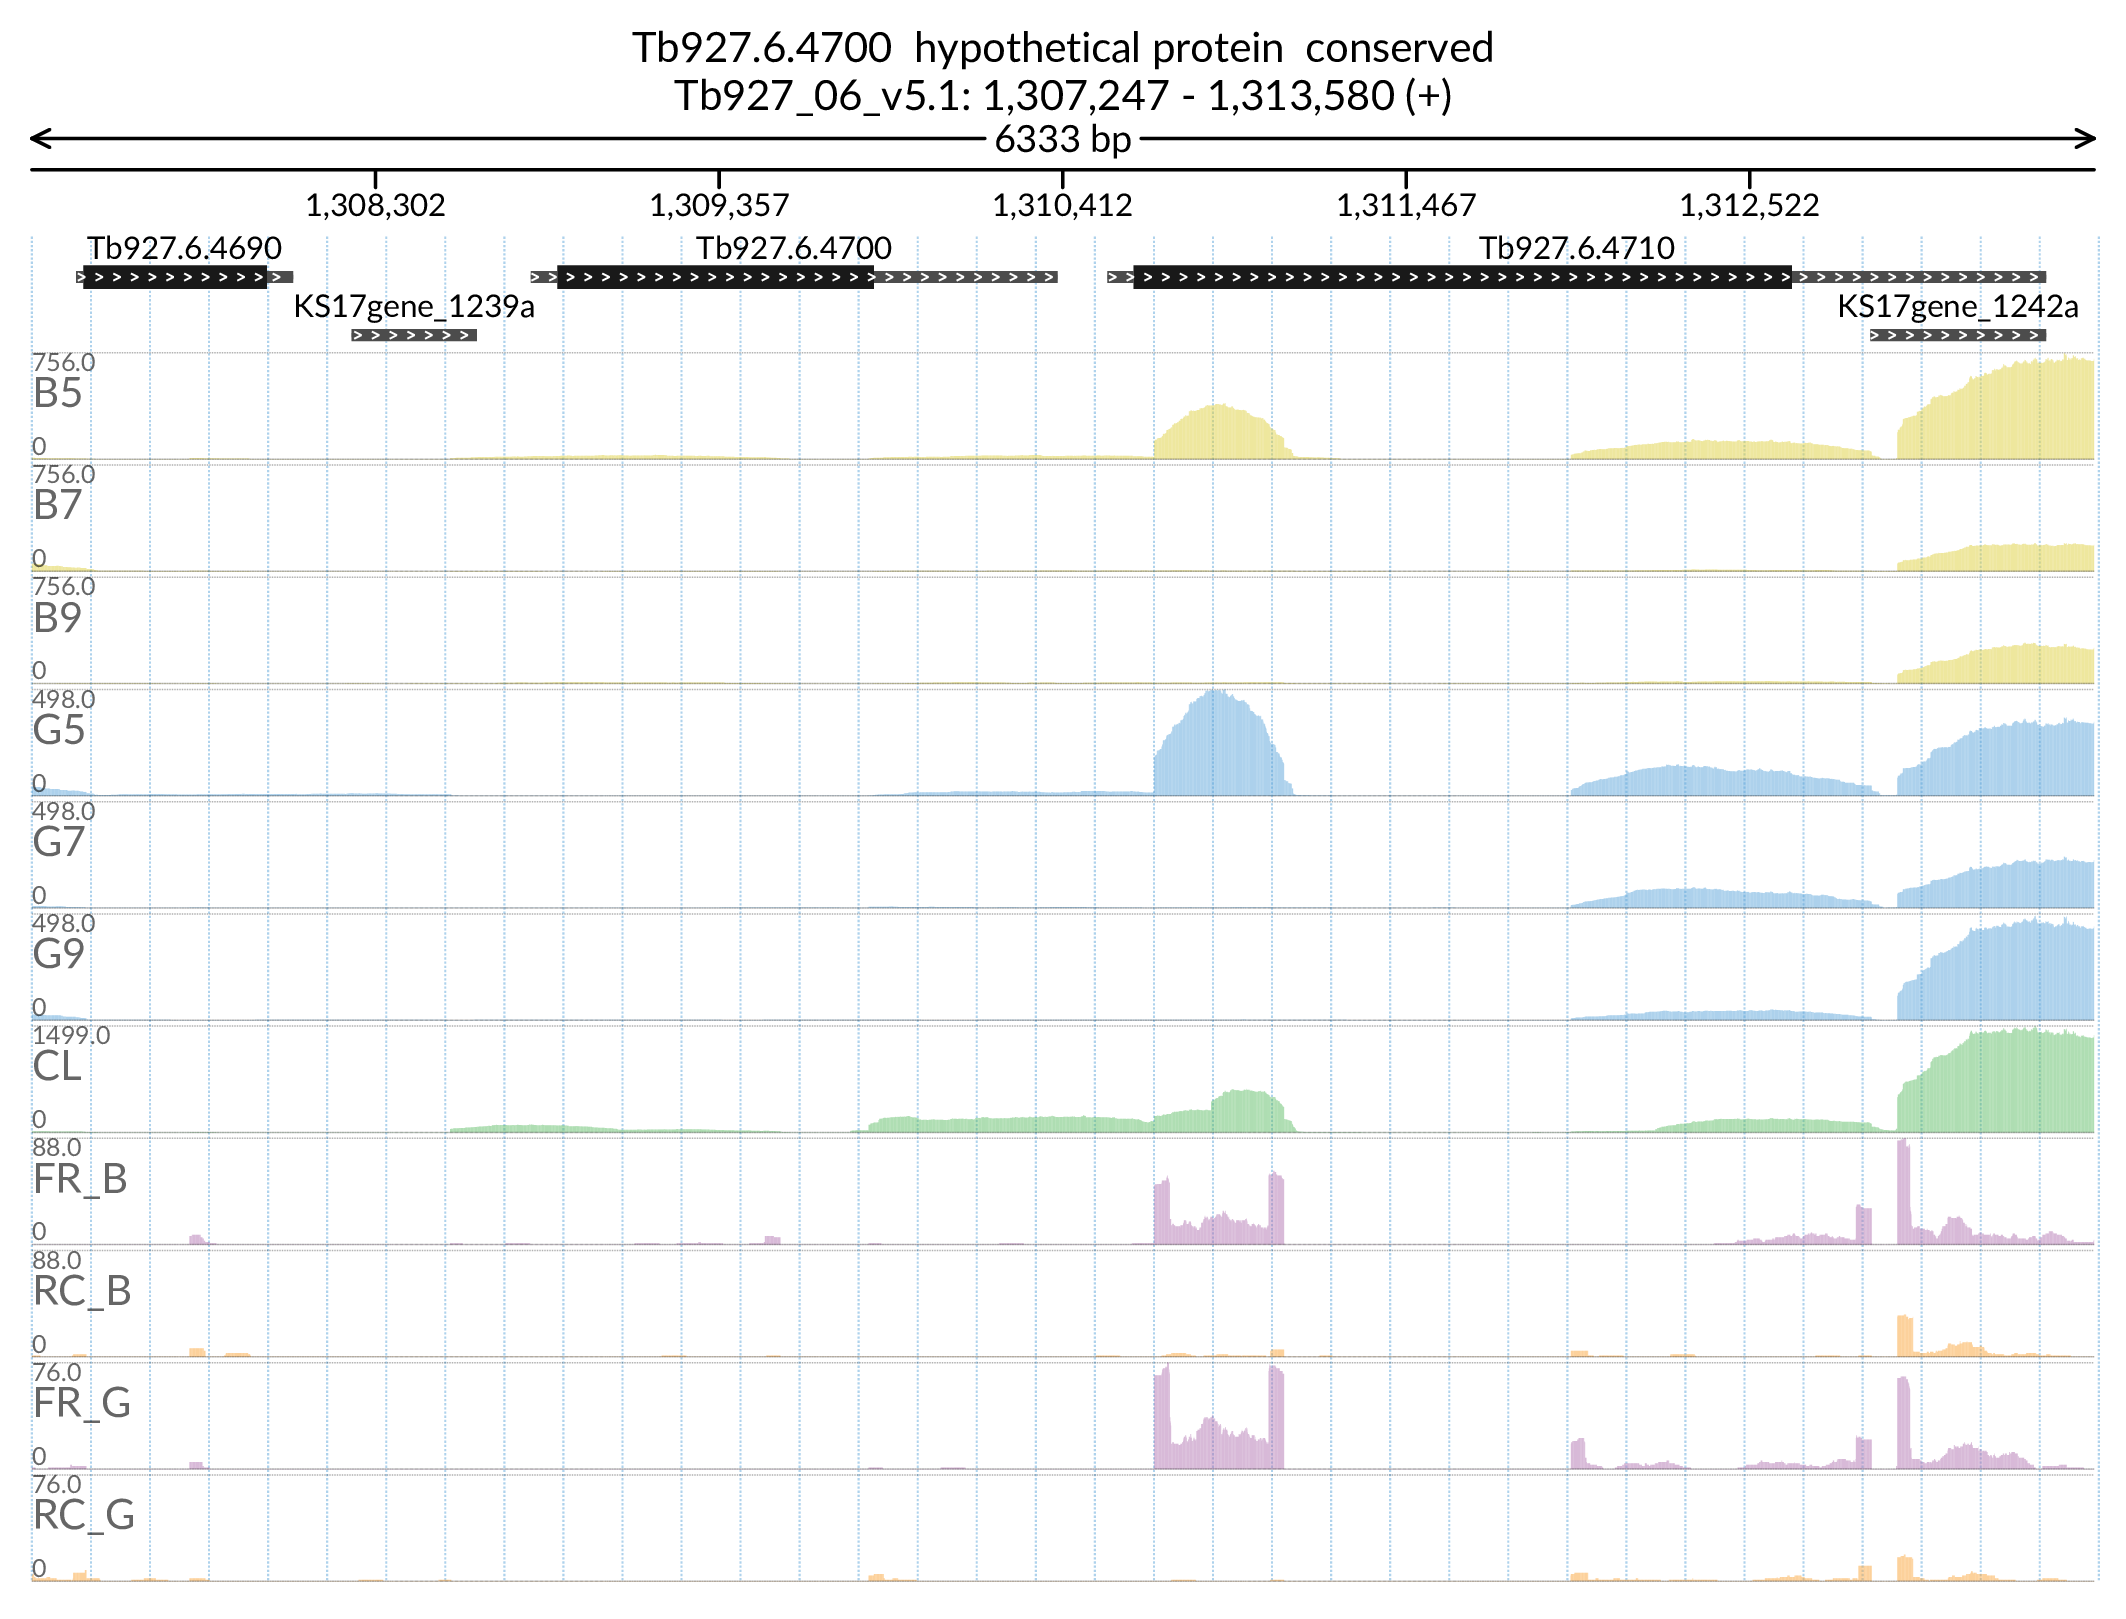 Tb927.6.4700  hypothetical protein  conserved
Tb927_06_v5.1: 1,307,247 - 1,313,580 (+)
6333 bp
1,308,302 1,309,357 1,310,412 1,311,467 1,312,522
Tb927.6.4690 Tb927.6.4700 Tb927.6.4710
KS17gene_1239a KS17gene_1242a
756.0
B5
0
756.0
B7
0
756.0
B9
0
498.0
G5
0
498.0
G7
0
498.0
G9
0
1499.0
CL
0
88.0
FR_B
0
88.0
RC_B
0
76.0
FR_G
0
76.0
RC_G
0